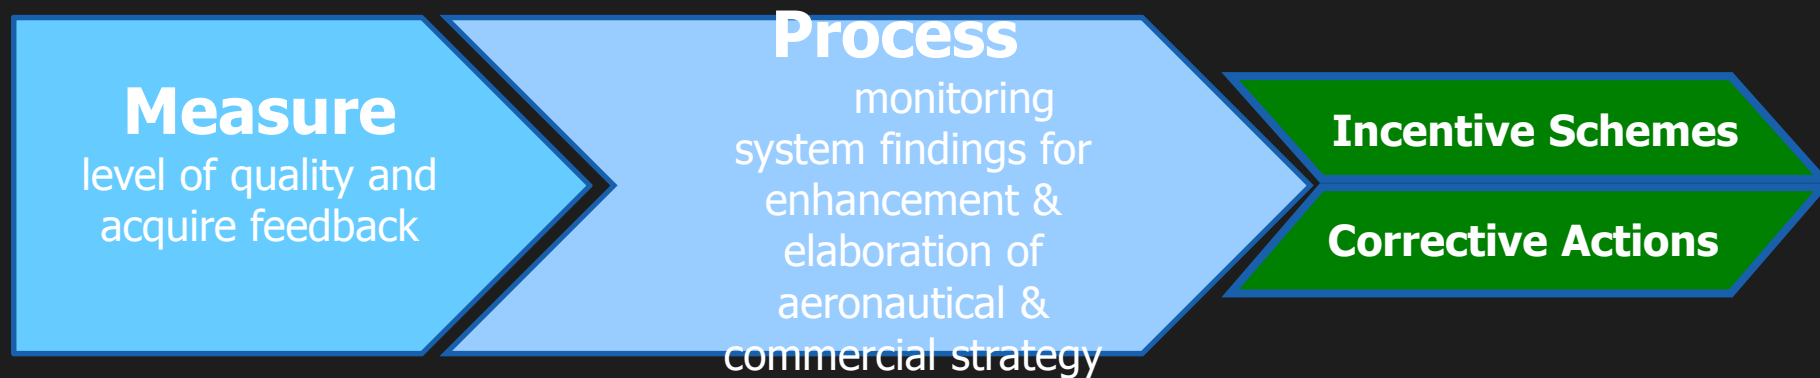 Measure
level of quality and
acquire feedback
Process
monitoring
system findings for
enhancement &
elaboration of
aeronautical &
commercial strategy
Incentive Schemes
Corrective Actions